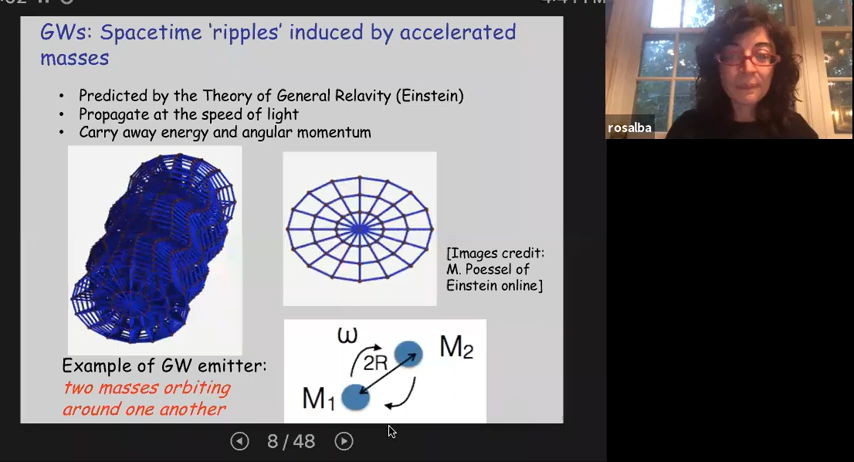 GWs: Spacetime ‘ripples’ induced by accelerated
masses
• Predicted by the Theory of General Relavity (Einstein)
• Propagate at the speed of light
• Carry away energy and angular momentum
rosalba
[Images credit:
M. Poessel of
Einstein online]
ω
M2
2R
M1
Example of GW emitter:
two masses orbiting
around one another
8 / 48